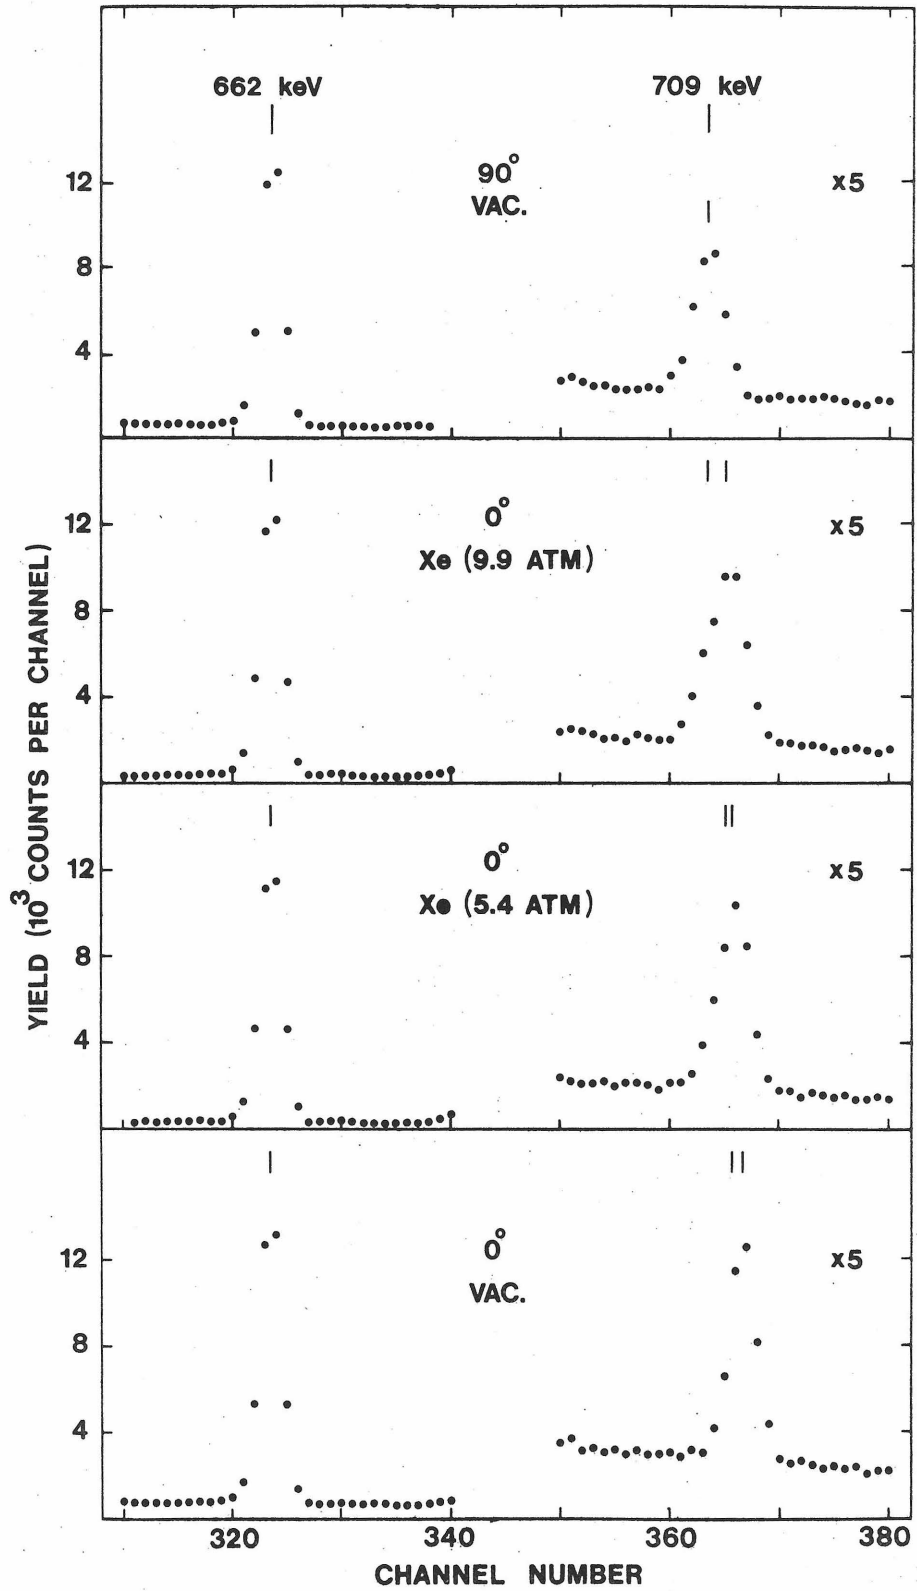 662 keV
709 keV
90°
VAC.
x5
12
8
4
0°
Xe (9.9 ATM)
x5
12
8
4
0°
Xe (5.4 ATM)
x5
12
8
4
0°
VAC.
x5
12
8
4
320
340
360
380
CHANNEL NUMBER
YIELD (10³ COUNTS PER CHANNEL)